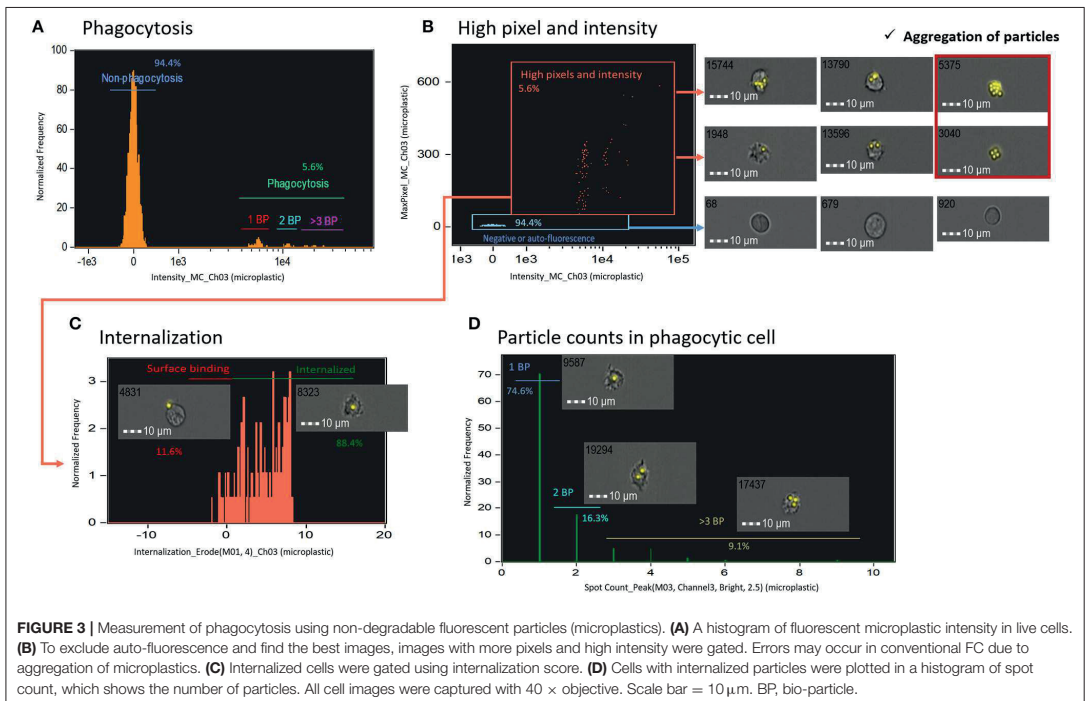 A Phagocytosis
100
80
60
40
20
0
Normalized Frequency
94.4%
Non-phagocytosis
5.6%
Phagocytosis
1 BP 2 BP >3 BP
-1e3 0 1e3 1e4
Intensity_MC_Ch03 (microplastic)
B High pixel and intensity
600
300
0
MaxPixel_MC_Ch03 (microplastic)
High pixels and intensity
5.6%
94.4%
Negative or auto-fluorescence
1e3 0 1e3 1e4 1e5
Intensity_MC_Ch03 (microplastic)
✓ Aggregation of particles
15744 13790 5375
10 µm 10 µm 10 µm
1948 13596 3040
10 µm 10 µm 10 µm
68 679 920
10 µm 10 µm 10 µm
C Internalization
3
2
1
0
Normalized Frequency
Surface binding Internalized
4831 8323
10 µm 10 µm
11.6% 88.4%
-10 0 10 20
Internalization_Erode(M01, 4)_Ch03 (microplastic)
D Particle counts in phagocytic cell
70
60
50
40
30
20
10
0
Normalized Frequency
1 BP
74.6%
9587
10 µm
19294
10 µm
2 BP
16.3%
17437
10 µm
>3 BP
9.1%
0 2 4 6 8 10
Spot Count_Peak(M03, Channel3, Bright, 2.5) (microplastic)
FIGURE 3 | Measurement of phagocytosis using non-degradable fluorescent particles (microplastics). (A) A histogram of fluorescent microplastic intensity in live cells.
(B) To exclude auto-fluorescence and find the best images, images with more pixels and high intensity were gated. Errors may occur in conventional FC due to
aggregation of microplastics. (C) Internalized cells were gated using internalization score. (D) Cells with internalized particles were plotted in a histogram of spot
count, which shows the number of particles. All cell images were captured with 40 × objective. Scale bar = 10 µm. BP, bio-particle.